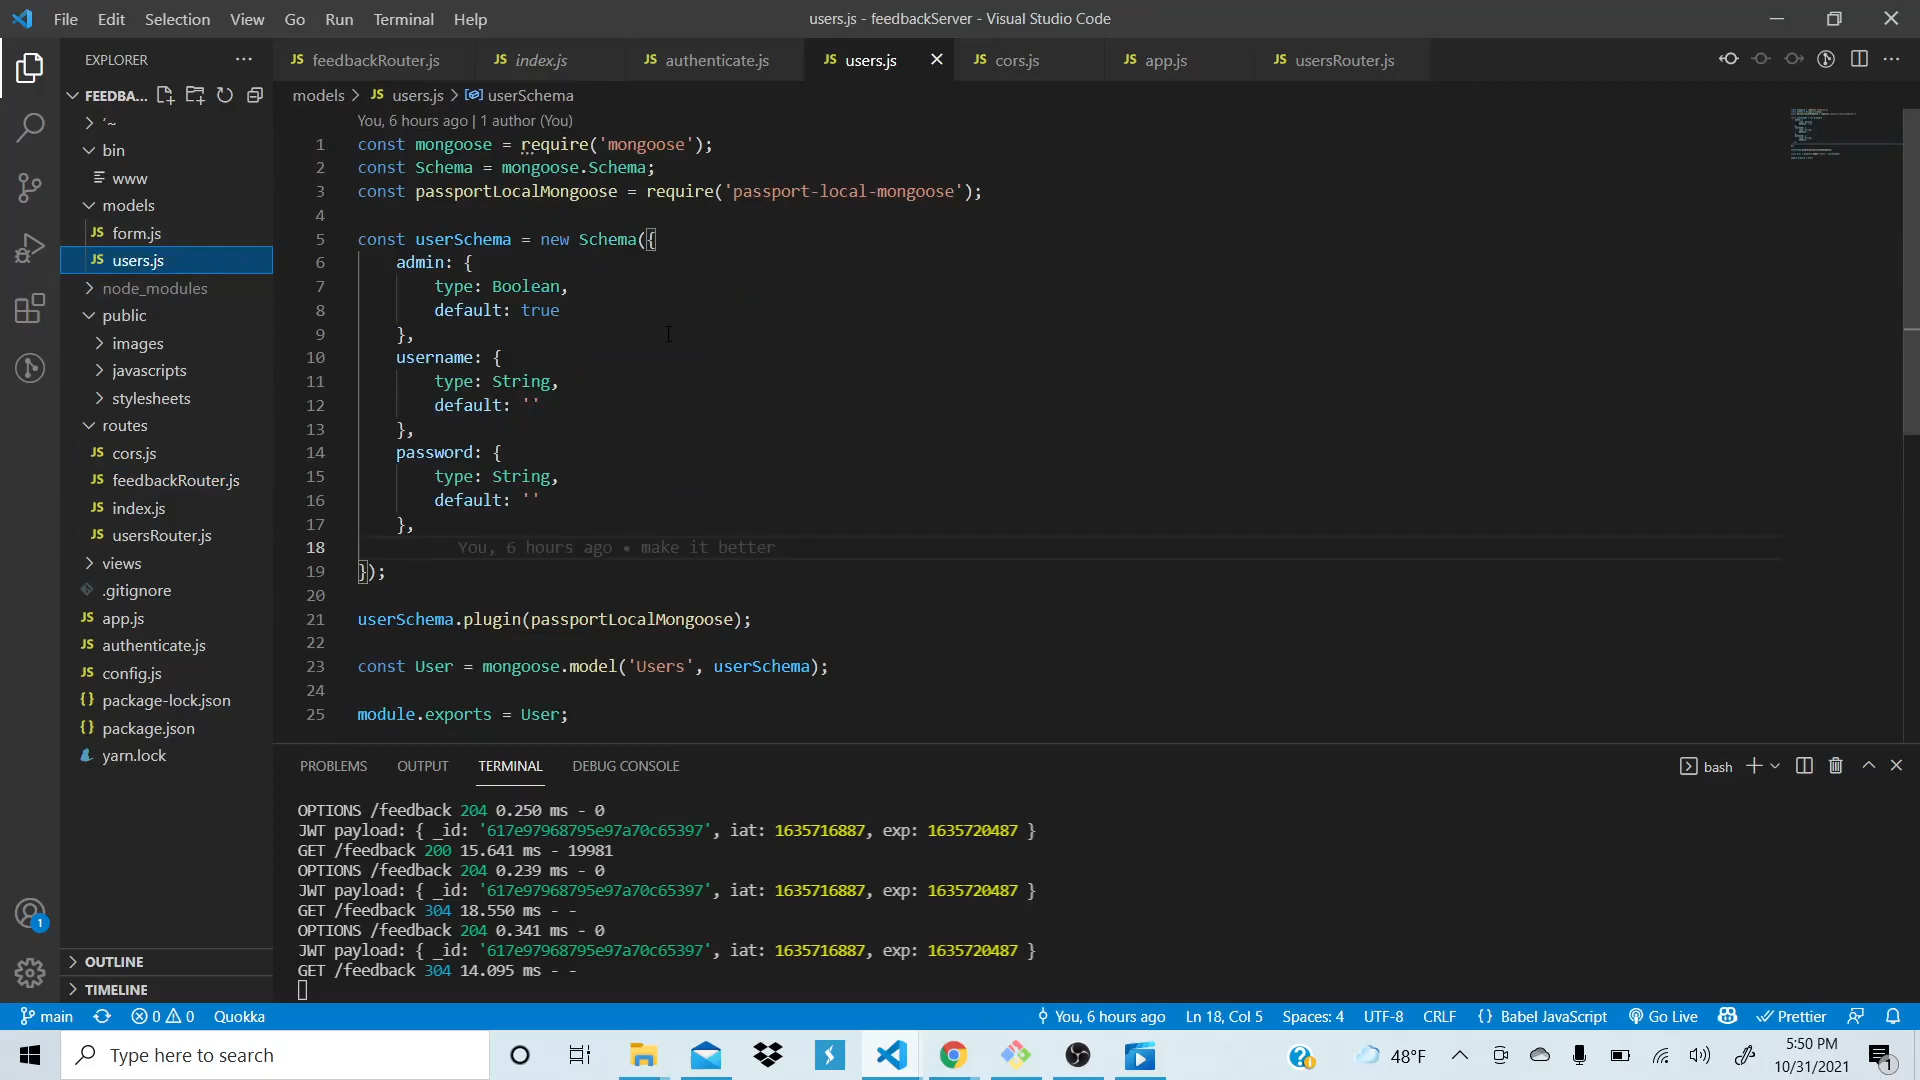 File Edit Selection View Go Run Terminal Help
users.js - feedbackServer - Visual Studio Code
EXPLORER
feedbackRouter.js
index.js
authenticate.js
users.js
cors.js
app.js
usersRouter.js
FEEDBA...
models > JS users.js > userSchema
'~
bin
www
models
JS form.js
JS users.js
node_modules
public
images
javascripts
stylesheets
routes
JS cors.js
JS feedbackRouter.js
JS index.js
JS usersRouter.js
views
.gitignore
JS app.js
JS authenticate.js
JS config.js
{} package-lock.json
{} package.json
yarn.lock
OUTLINE
TIMELINE
You, 6 hours ago | 1 author (You)
1 const mongoose = require('mongoose');
2 const Schema = mongoose.Schema;
3 const passportLocalMongoose = require('passport-local-mongoose');
4
5 const userSchema = new Schema({
6 admin: {
7 type: Boolean,
8 default: true
9 },
10 username: {
11 type: String,
12 default: ''
13 },
14 password: {
15 type: String,
16 default: ''
17 },
18 You, 6 hours ago • make it better
19 });
20
21 userSchema.plugin(passportLocalMongoose);
22
23 const User = mongoose.model('Users', userSchema);
24
25 module.exports = User;
PROBLEMS OUTPUT TERMINAL DEBUG CONSOLE
bash
OPTIONS /feedback 204 0.250 ms - 0
JWT payload: { _id: '617e97968795e97a70c65397', iat: 1635716887, exp: 1635720487 }
GET /feedback 200 15.641 ms - 19981
OPTIONS /feedback 204 0.239 ms - 0
JWT payload: { _id: '617e97968795e97a70c65397', iat: 1635716887, exp: 1635720487 }
GET /feedback 304 18.550 ms - -
OPTIONS /feedback 204 0.341 ms - 0
JWT payload: { _id: '617e97968795e97a70c65397', iat: 1635716887, exp: 1635720487 }
GET /feedback 304 14.095 ms - -
main 0 0 Quokka
You, 6 hours ago Ln 18, Col 5 Spaces: 4 UTF-8 CRLF {} Babel JavaScript Go Live Prettier
Type here to search
48°F
5:50 PM
10/31/2021
1